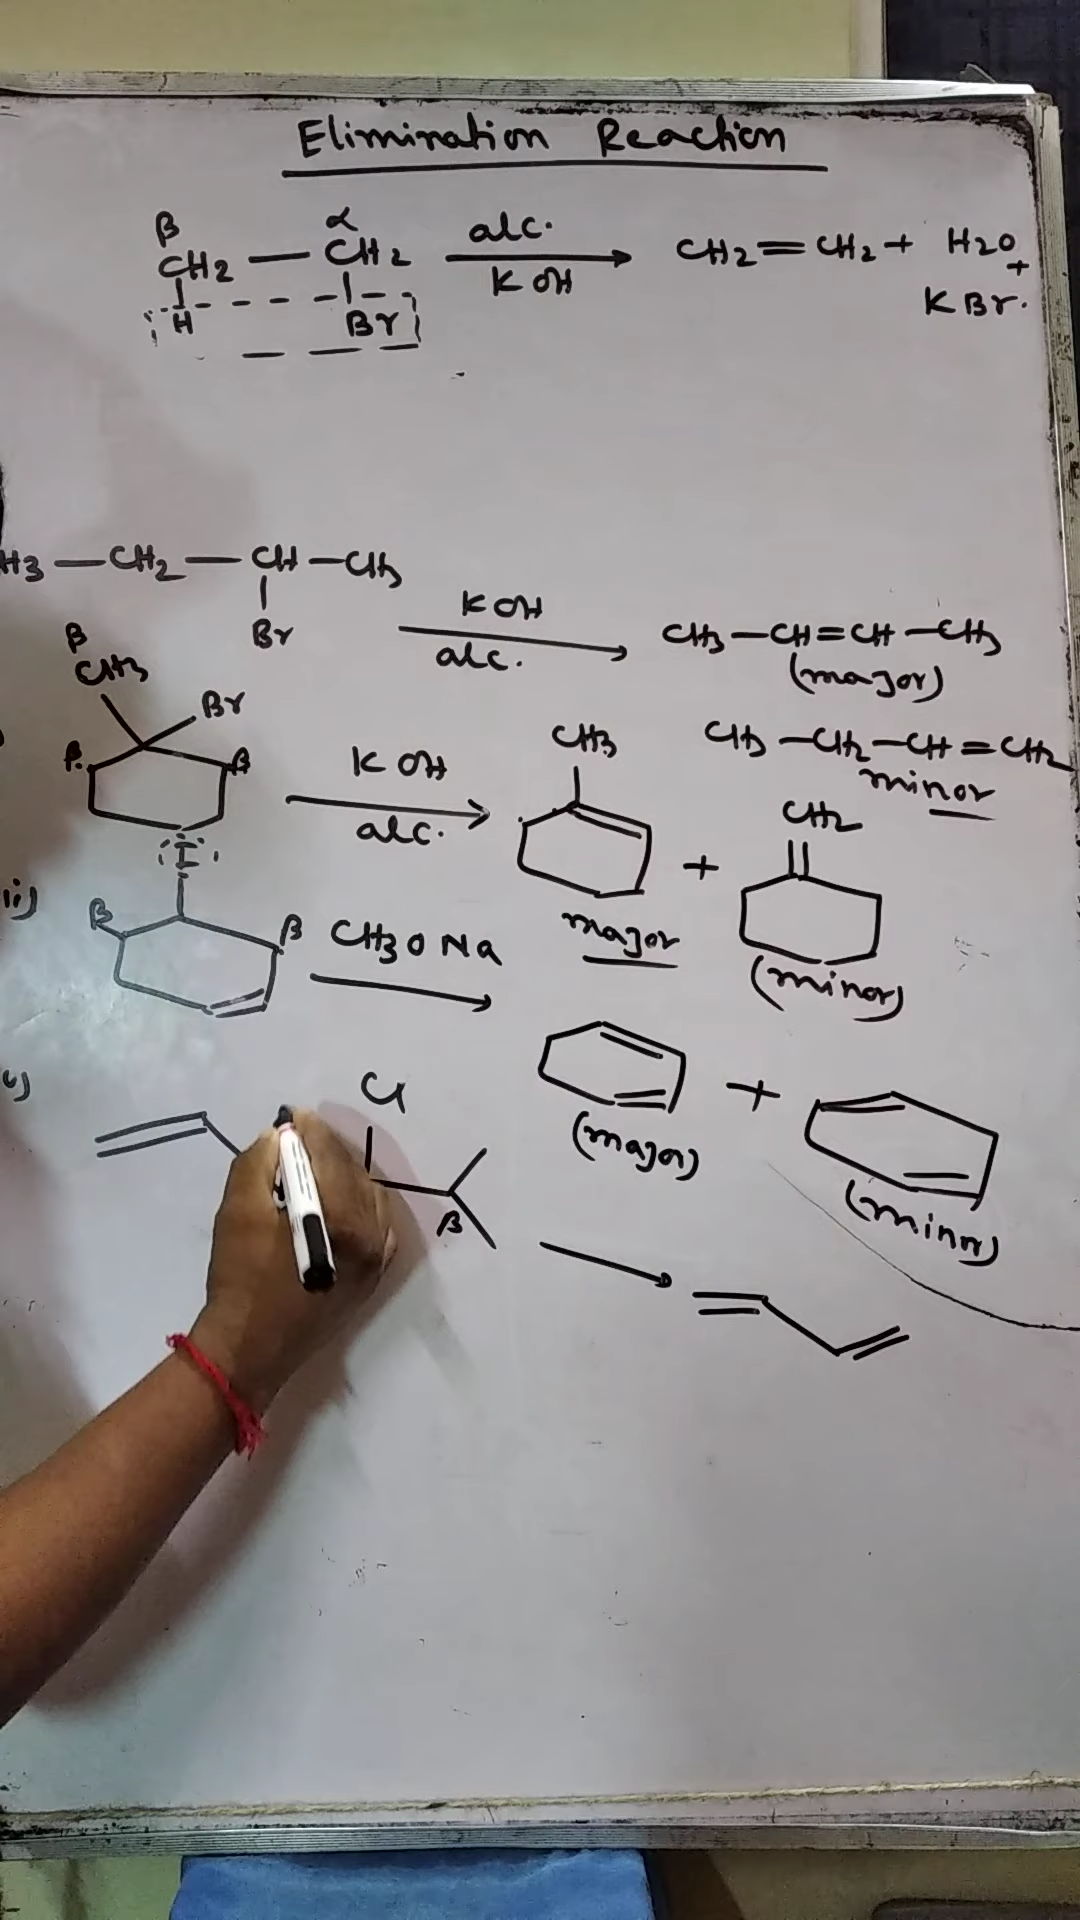 Elimination Reaction
β α
CH2 — CH2 alc. KOH CH2=CH2 + H2O
H Br + KBr.
H3 — CH2 — CH — CH3
Br
KOH
alc.
CH3 — CH = CH — CH3
(major)
CH3 — CH2 — CH = CH2
minor
β
CH3
Br
β. β
KOH
alc.
CH3
major
+
CH2
(minor)
ii)
I
β β
CH3ONa
(major)
+
(minr)
Cl
β